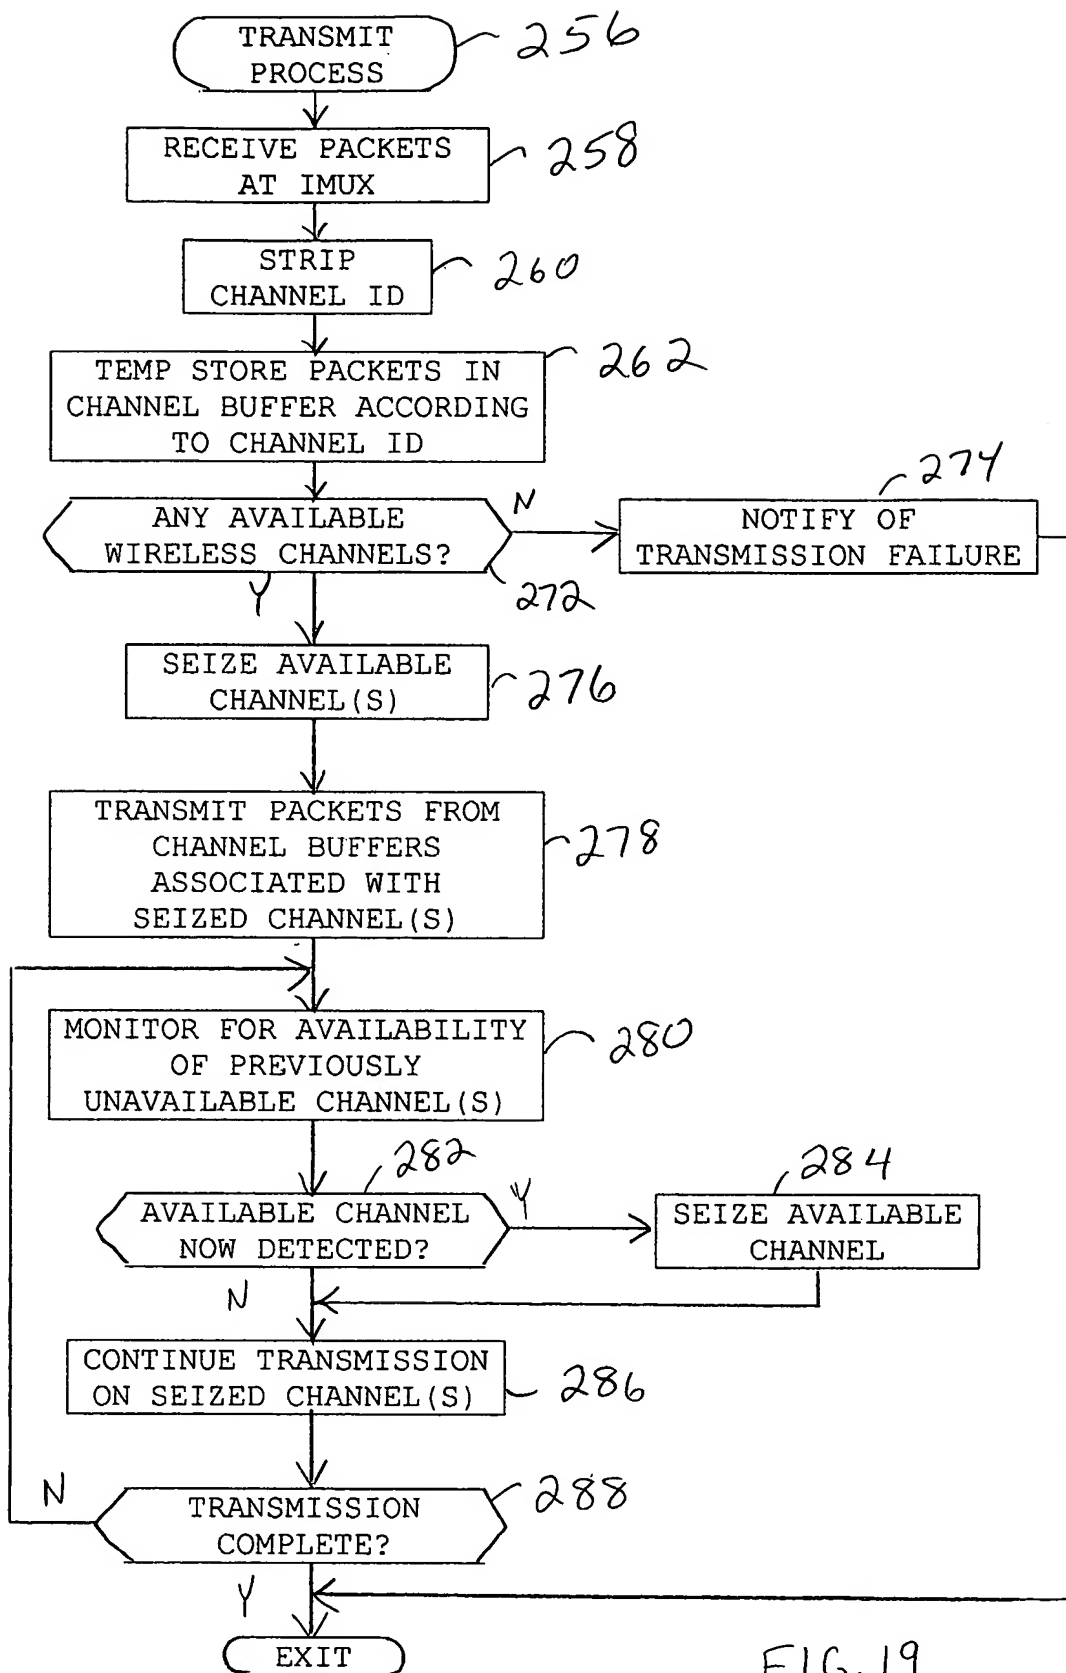 TRANSMIT
PROCESS
256
RECEIVE PACKETS
AT IMUX
258
STRIP
CHANNEL ID
260
TEMP STORE PACKETS IN
CHANNEL BUFFER ACCORDING
TO CHANNEL ID
262
ANY AVAILABLE
WIRELESS CHANNELS?
272
N
NOTIFY OF
TRANSMISSION FAILURE
274
Y
SEIZE AVAILABLE
CHANNEL(S)
276
TRANSMIT PACKETS FROM
CHANNEL BUFFERS
ASSOCIATED WITH
SEIZED CHANNEL(S)
278
MONITOR FOR AVAILABILITY
OF PREVIOUSLY
UNAVAILABLE CHANNEL(S)
280
282
AVAILABLE CHANNEL
NOW DETECTED?
Y
284
SEIZE AVAILABLE
CHANNEL
N
CONTINUE TRANSMISSION
ON SEIZED CHANNEL(S)
286
N
TRANSMISSION
COMPLETE?
288
Y
EXIT
FIG. 19